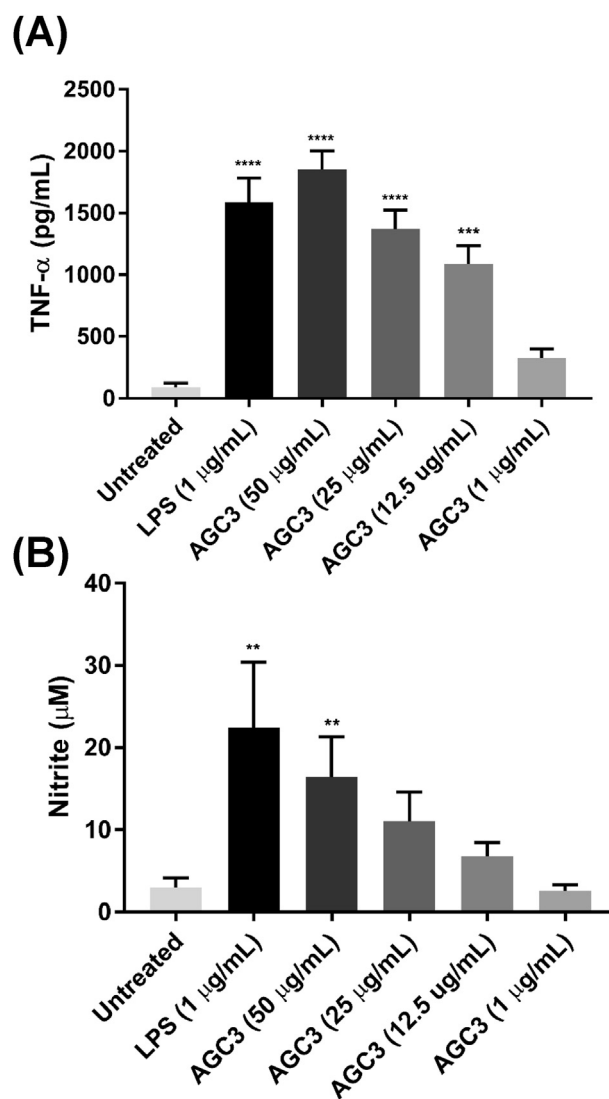 (A)
2500
2000
1500
1000
500
0
TNF-α (pg/mL)
****
****
****
***
Untreated
LPS (1 μg/mL)
AGC3 (50 μg/mL)
AGC3 (25 μg/mL)
AGC3 (12.5 ug/mL)
AGC3 (1 μg/mL)
(B)
40
30
20
10
0
Nitrite (μM)
**
**
Untreated
LPS (1 μg/mL)
AGC3 (50 μg/mL)
AGC3 (25 μg/mL)
AGC3 (12.5 ug/mL)
AGC3 (1 μg/mL)